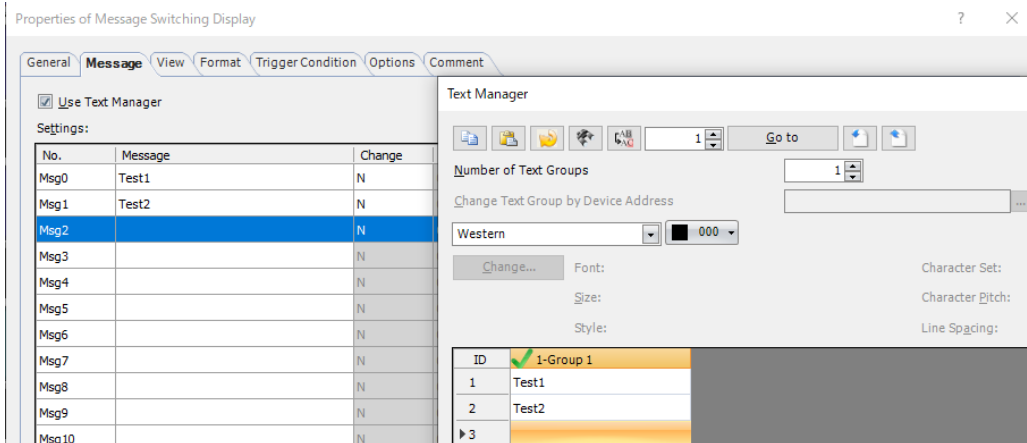 Properties of Message Switching Display ? ×
General Message View Format Trigger Condition Options Comment
Use Text Manager
Settings:
No. Message Change
Msg0 Test1 N
Msg1 Test2 N
Msg2 N
Msg3 N
Msg4 N
Msg5 N
Msg6 N
Msg7 N
Msg8 N
Msg9 N
Msg10 N
Text Manager
1 Go to
Number of Text Groups 1
Change Text Group by Device Address ...
Western 000
Change... Font: Character Set:
Size: Character Pitch:
Style: Line Spacing:
ID 1-Group 1
1 Test1
2 Test2
3